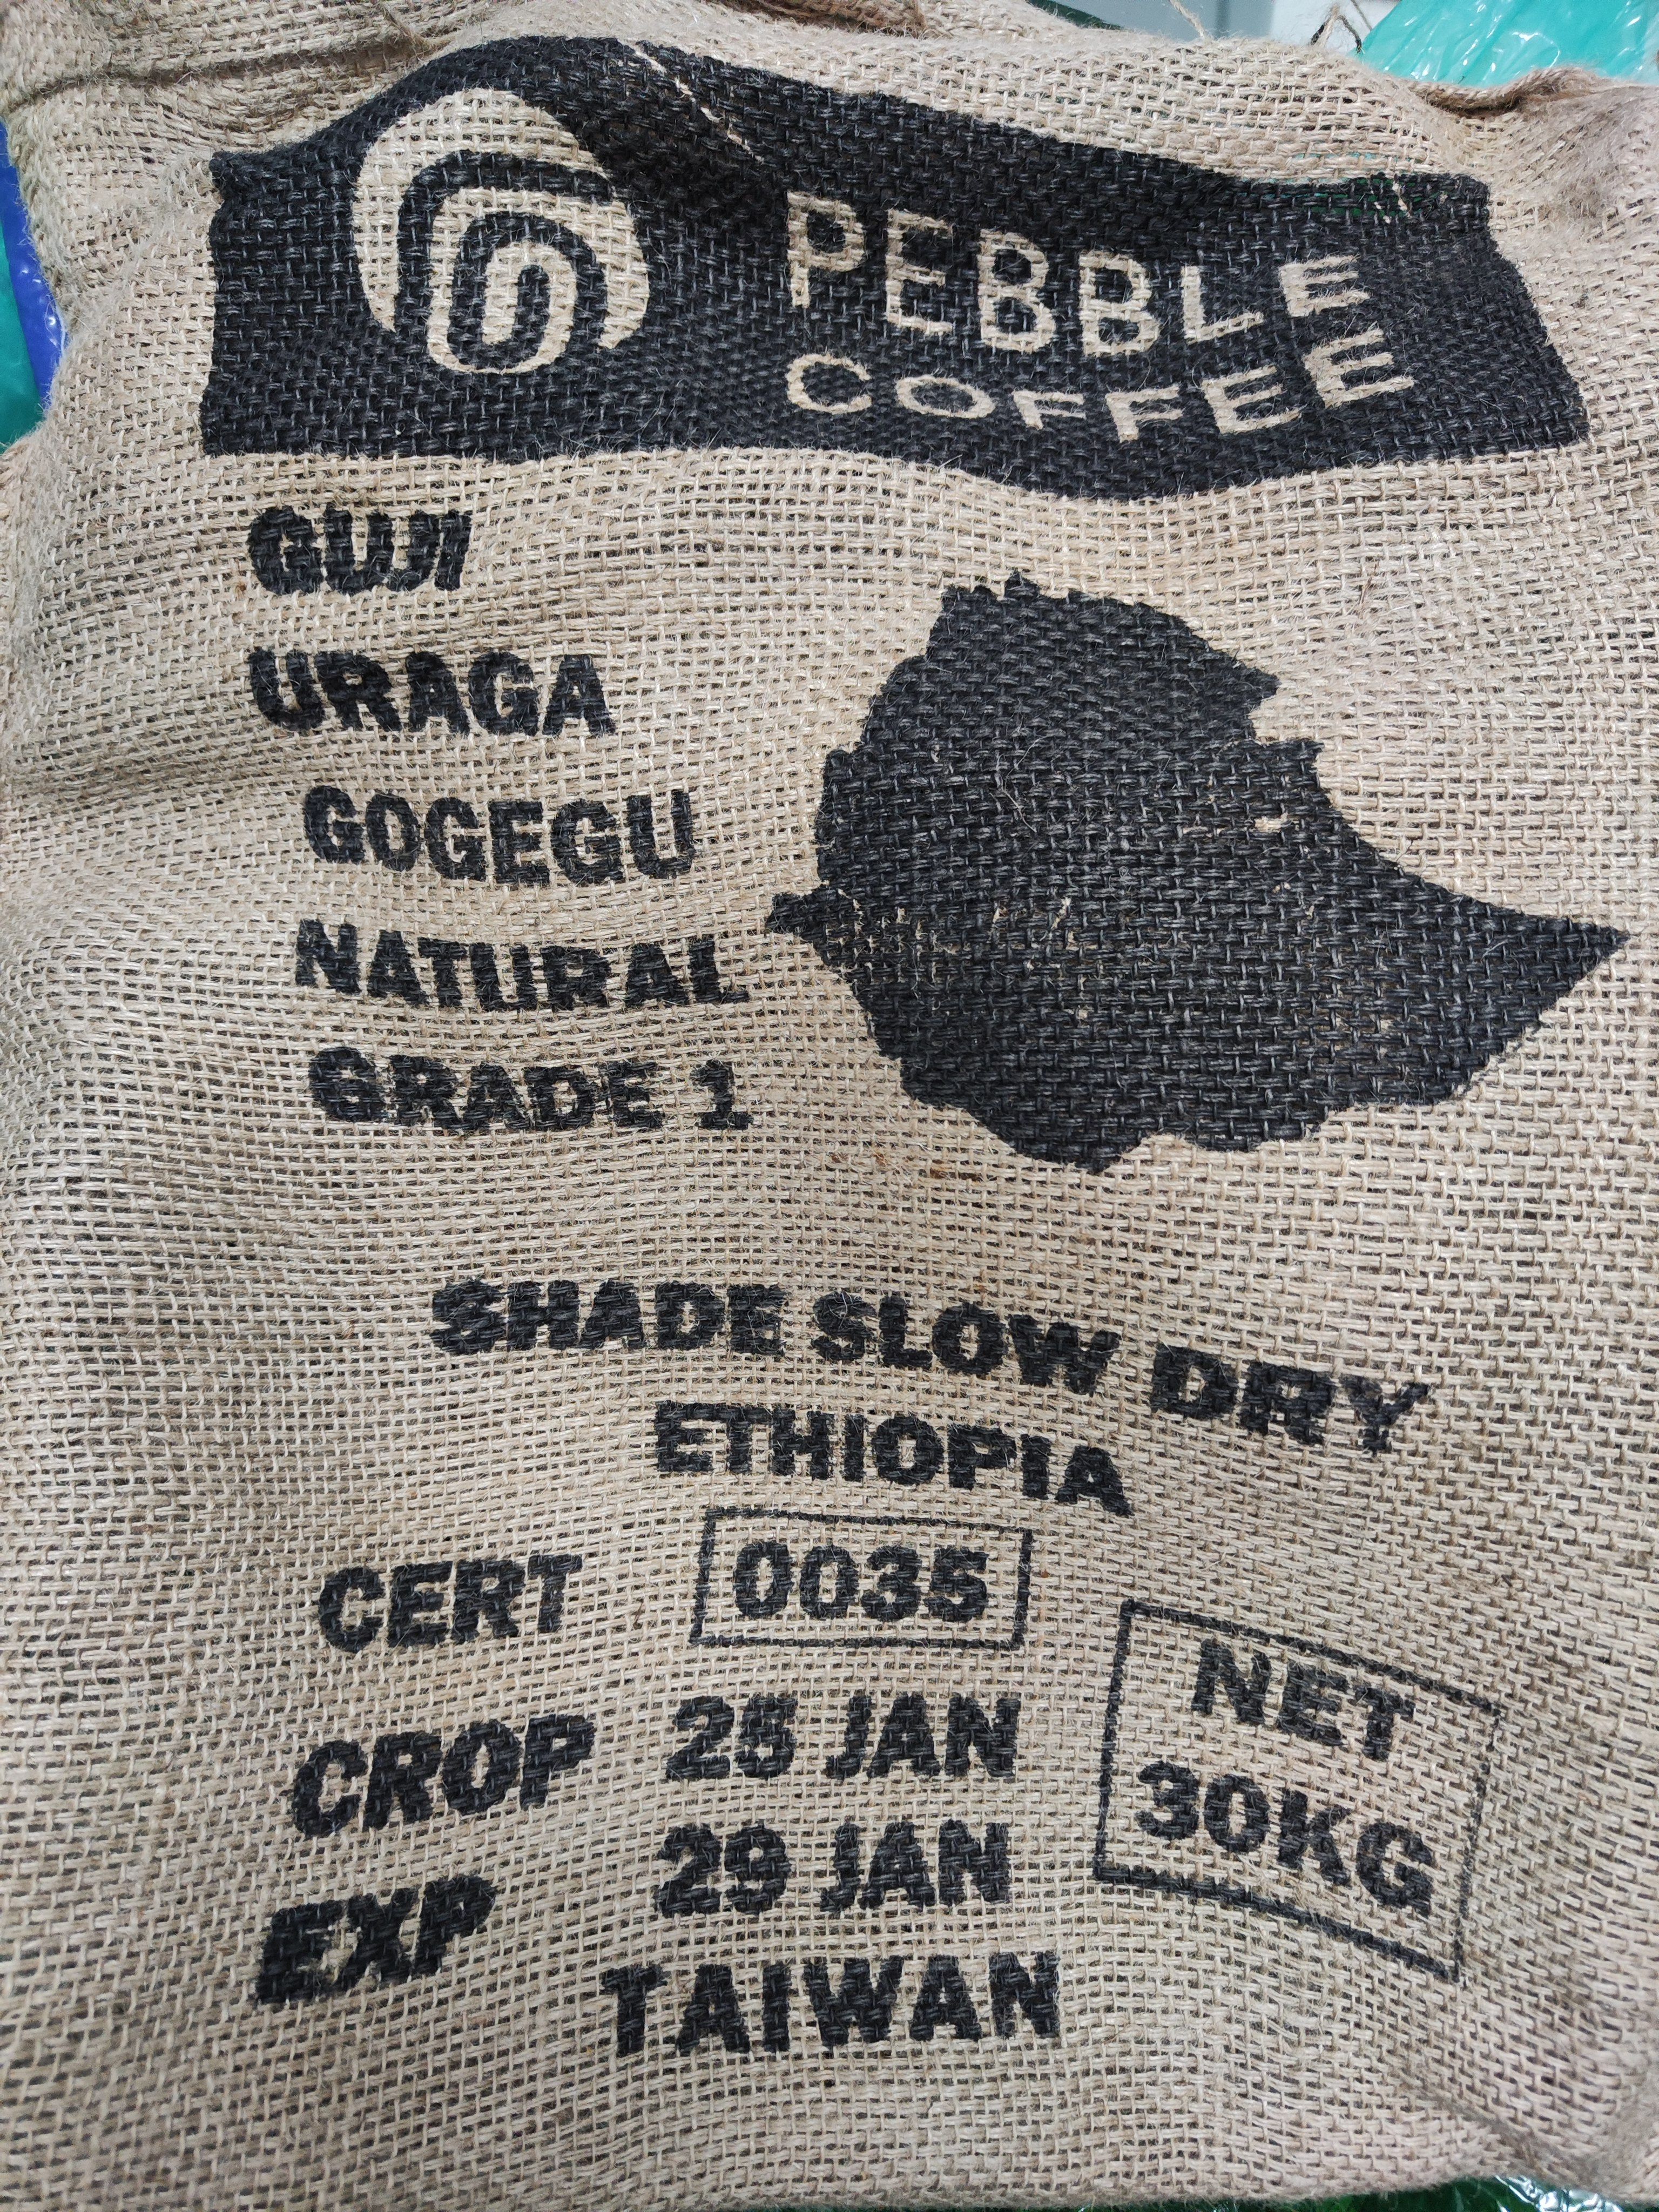 PEBBLE
COFFEE
GUJI
URAGA
GOGEGU
NATURAL
GRADE 1
SHADE SLOW DRY
ETHIOPIA
CERT 0035
CROP 25 JAN
EXP 29 JAN
NET
30KG
TAIWAN